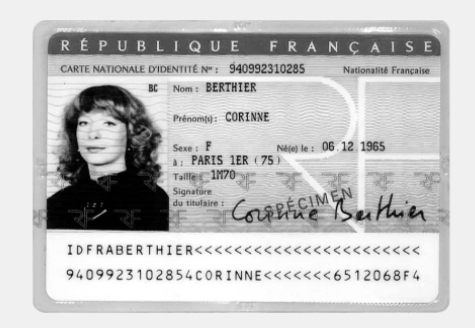 RÉPUBLIQUE FRANÇAISE
CARTE NATIONALE D'IDENTITÉ Nº : 940992310285 Nationalité Française
BC Nom : BERTHIER
Prénom(s) : CORINNE
Sexe : F Né(e) le : 06.12.1965
à : PARIS 1ER (75)
Taille : 1M70
Signature
du titulaire : Corinne Berthier
SPÉCIMEN
IDFRABERTHIER<<<<<<<<<<<<<<<<<<<<<<<
9409923102854CORINNE<<<<<<<6512068F4